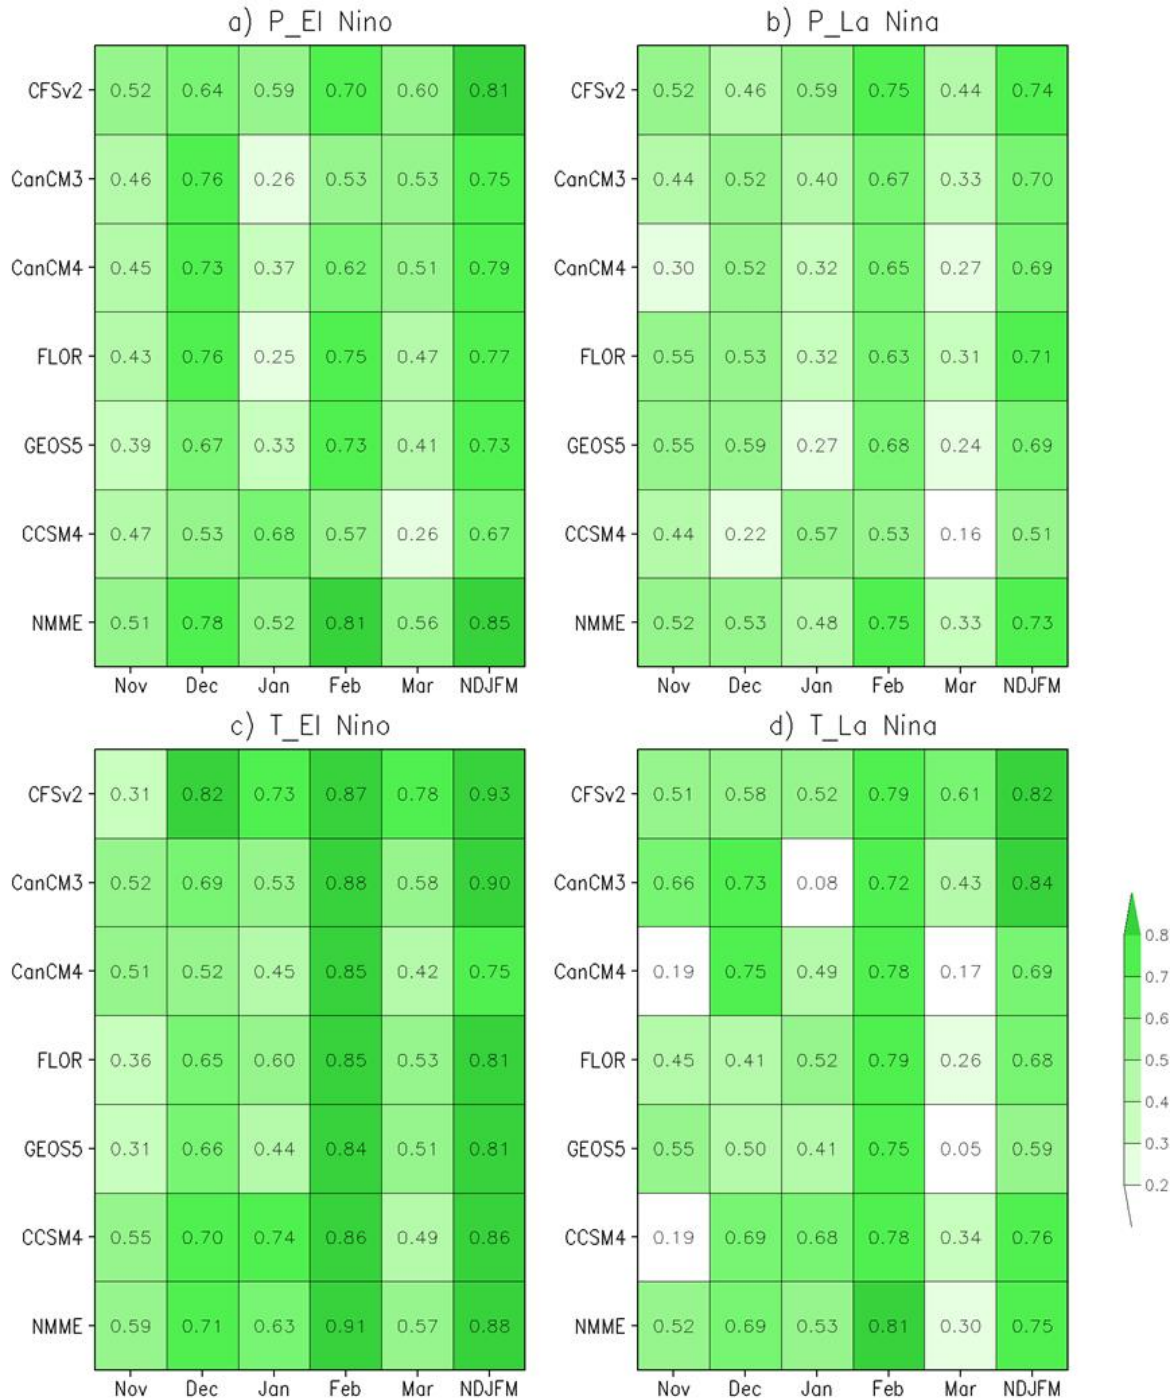 a) P_El Nino
b) P_La Nina
CFSv2 0.52 0.64 0.59 0.70 0.60 0.81
CanCM3 0.46 0.76 0.26 0.53 0.53 0.75
CanCM4 0.45 0.73 0.37 0.62 0.51 0.79
FLOR 0.43 0.76 0.25 0.75 0.47 0.77
GEOS5 0.39 0.67 0.33 0.73 0.41 0.73
CCSM4 0.47 0.53 0.68 0.57 0.26 0.67
NMME 0.51 0.78 0.52 0.81 0.56 0.85
Nov Dec Jan Feb Mar NDJFM
CFSv2 0.52 0.46 0.59 0.75 0.44 0.74
CanCM3 0.44 0.52 0.40 0.67 0.33 0.70
CanCM4 0.30 0.52 0.32 0.65 0.27 0.69
FLOR 0.55 0.53 0.32 0.63 0.31 0.71
GEOS5 0.55 0.59 0.27 0.68 0.24 0.69
CCSM4 0.44 0.22 0.57 0.53 0.16 0.51
NMME 0.52 0.53 0.48 0.75 0.33 0.73
Nov Dec Jan Feb Mar NDJFM
c) T_El Nino
d) T_La Nina
CFSv2 0.31 0.82 0.73 0.87 0.78 0.93
CanCM3 0.52 0.69 0.53 0.88 0.58 0.90
CanCM4 0.51 0.52 0.45 0.85 0.42 0.75
FLOR 0.36 0.65 0.60 0.85 0.53 0.81
GEOS5 0.31 0.66 0.44 0.84 0.51 0.81
CCSM4 0.55 0.70 0.74 0.86 0.49 0.86
NMME 0.59 0.71 0.63 0.91 0.57 0.88
Nov Dec Jan Feb Mar NDJFM
CFSv2 0.51 0.58 0.52 0.79 0.61 0.82
CanCM3 0.66 0.73 0.08 0.72 0.43 0.84
CanCM4 0.19 0.75 0.49 0.78 0.17 0.69
FLOR 0.45 0.41 0.52 0.79 0.26 0.68
GEOS5 0.55 0.50 0.41 0.75 0.05 0.59
CCSM4 0.19 0.69 0.68 0.78 0.34 0.76
NMME 0.52 0.69 0.53 0.81 0.30 0.75
Nov Dec Jan Feb Mar NDJFM
0.8
0.7
0.6
0.5
0.4
0.3
0.2